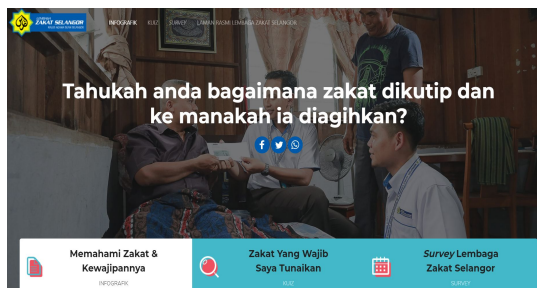 ZAKAT SELANGOR
INFOGRAFIK KUIZ SURVEY LAMAN RASMI LEMBAGA ZAKAT SELANGOR
Tahukah anda bagaimana zakat dikutip dan
ke manakah ia diagihkan?
Memahami Zakat &
Kewajipannya
INFOGRAFIK
Zakat Yang Wajib
Saya Tunaikan
KUIZ
Survey Lembaga
Zakat Selangor
SURVEY